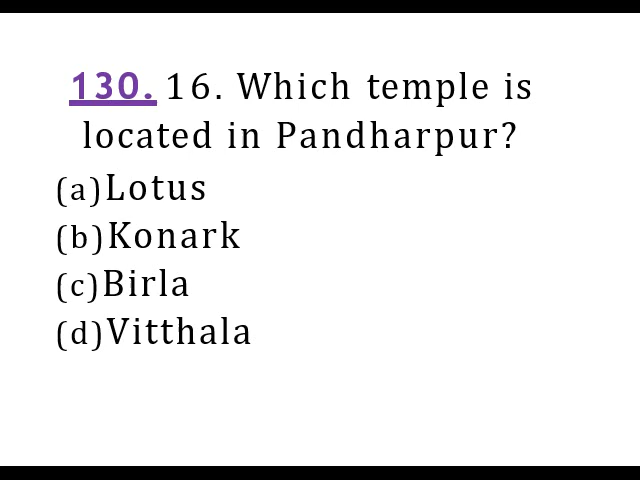 130. 16. Which temple is
located in Pandharpur?
(a)Lotus
(b)Konark
(c)Birla
(d)Vitthala